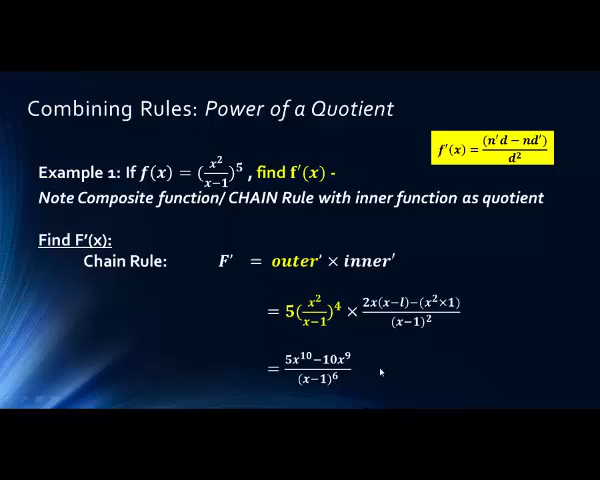 Combining Rules: Power of a Quotient
f′(x) = (n′d − nd′)/d²
Example 1: If f(x) = (x²/(x−1))⁵ , find f′(x) -
Note Composite function/ CHAIN Rule with inner function as quotient
Find F′(x):
Chain Rule: F′ = outer′ × inner′
= 5(x²/(x−1))⁴ × (2x(x−l)−(x²×1))/(x−1)²
= (5x¹⁰−10x⁹)/(x−1)⁶